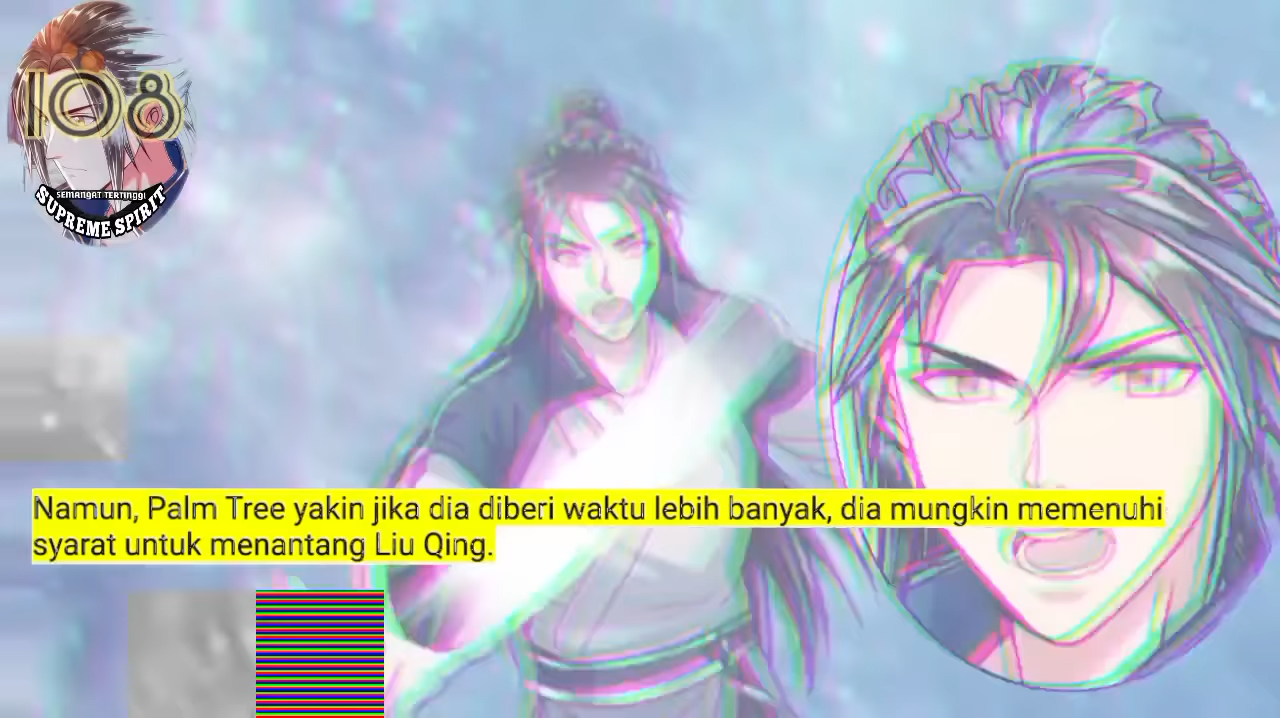 108
SEMANGAT TERTINGGI
SUPREME SPIRIT
Namun, Palm Tree yakin jika dia diberi waktu lebih banyak, dia mungkin memenuhi
syarat untuk menantang Liu Qing.